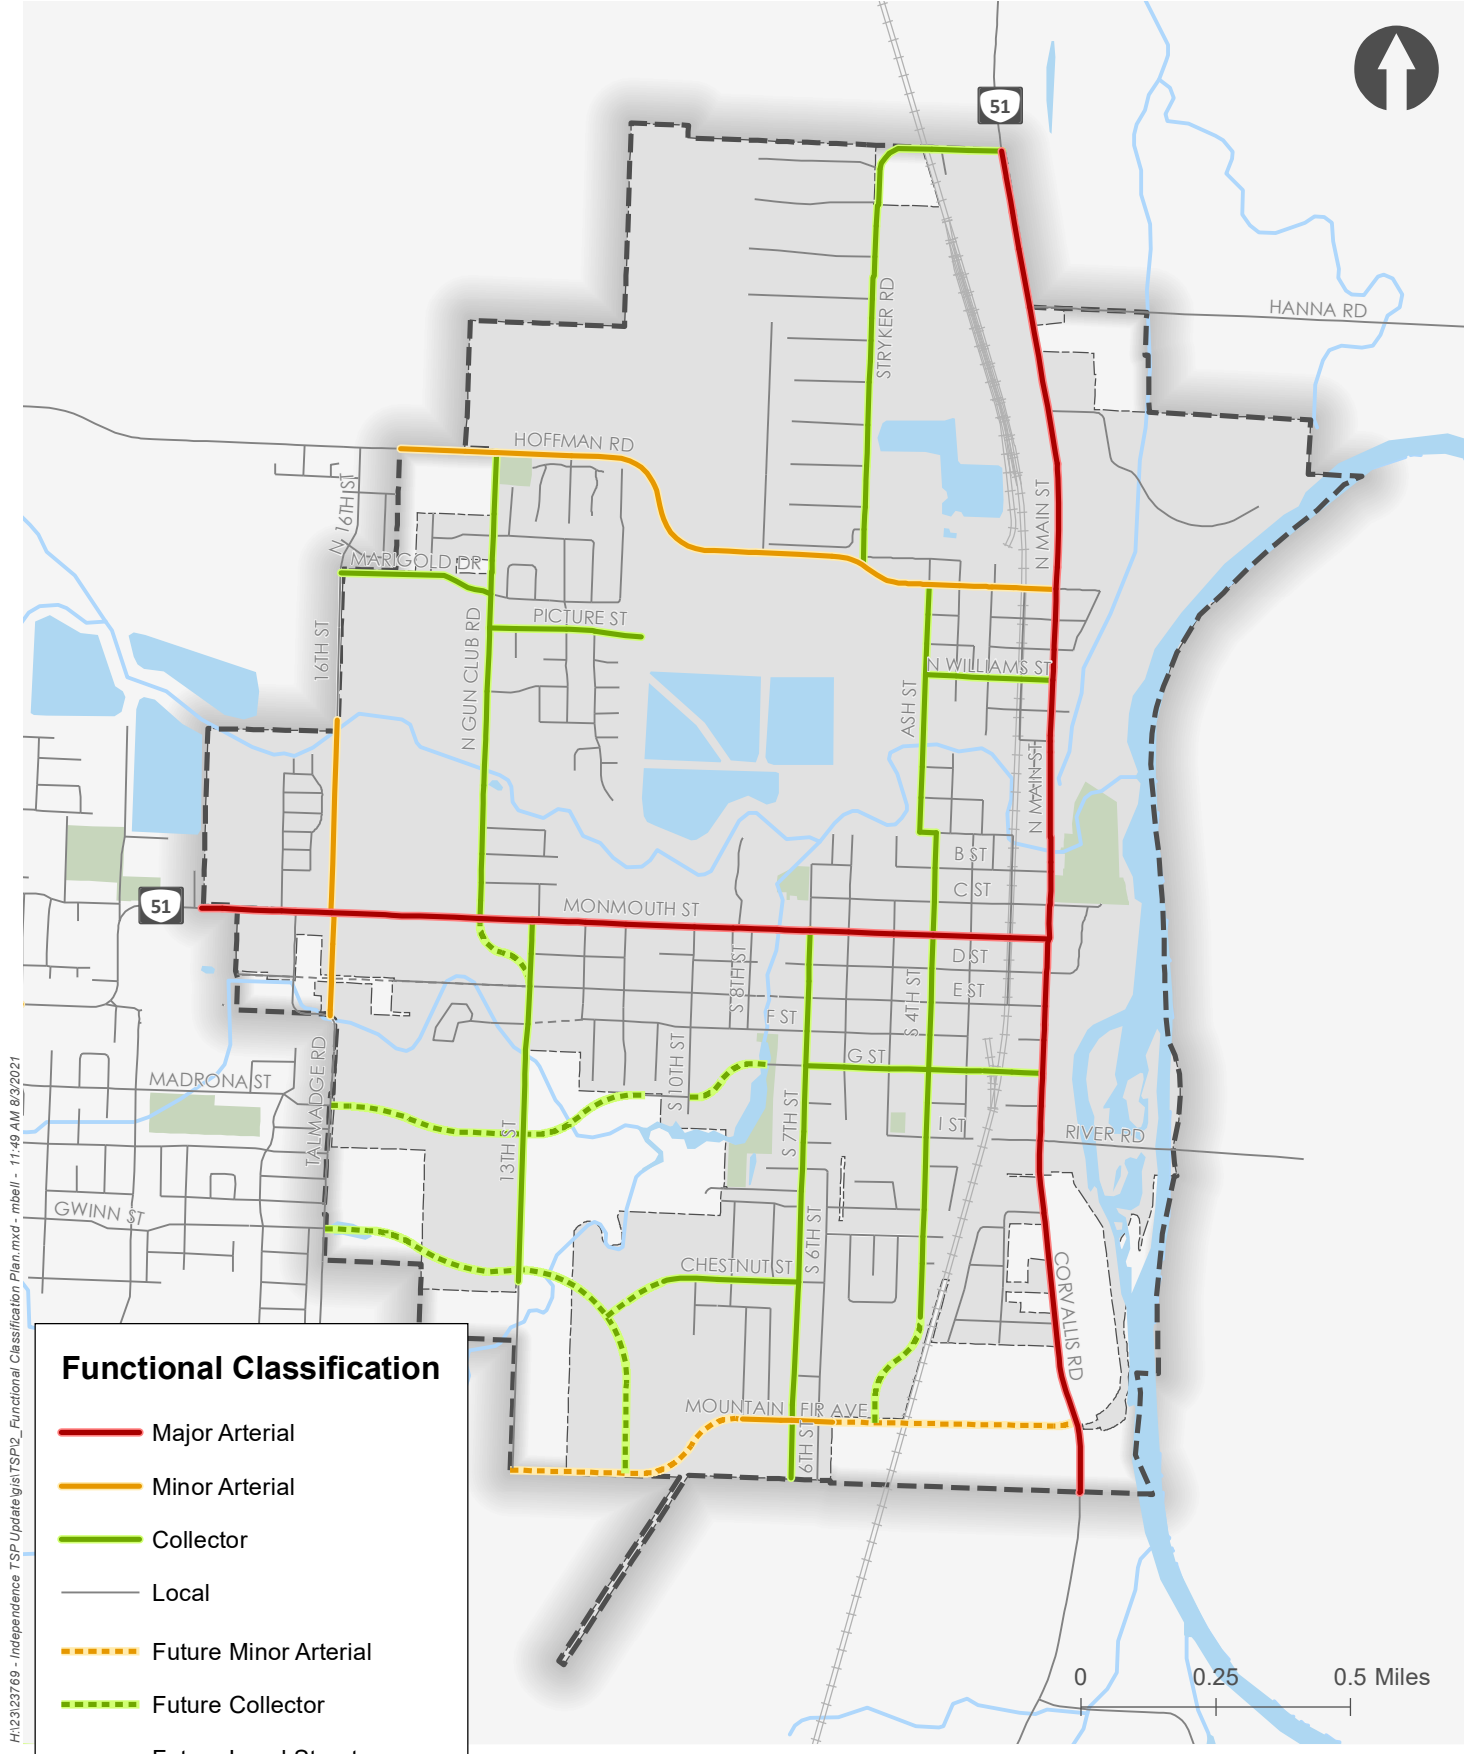 51
HANNA RD
STRYKER RD
HOFFMAN RD
N 16TH ST
N MAIN ST
MARIGOLD DR
PICTURE ST
16TH ST
N GUN CLUB RD
N WILLIAMS ST
ASH ST
N MAIN ST
B ST
C ST
51
MONMOUTH ST
D ST
S 8TH ST
E ST
S 4TH ST
F ST
G ST
S 10TH ST
MADRONA ST
TALMADGE RD
S 7TH ST
I ST
RIVER RD
13TH ST
GWINN ST
S 6TH ST
CHESTNUT ST
CORVALLIS RD
MOUNTAIN FIR AVE
6TH ST
Functional Classification
Major Arterial
Minor Arterial
Collector
Local
Future Minor Arterial
Future Collector
0 0.25 0.5 Miles
H:\23\23769 - Independence TSP Update\gis\TSP\2_Functional Classification Plan.mxd - mbell - 11:49 AM 8/3/2021